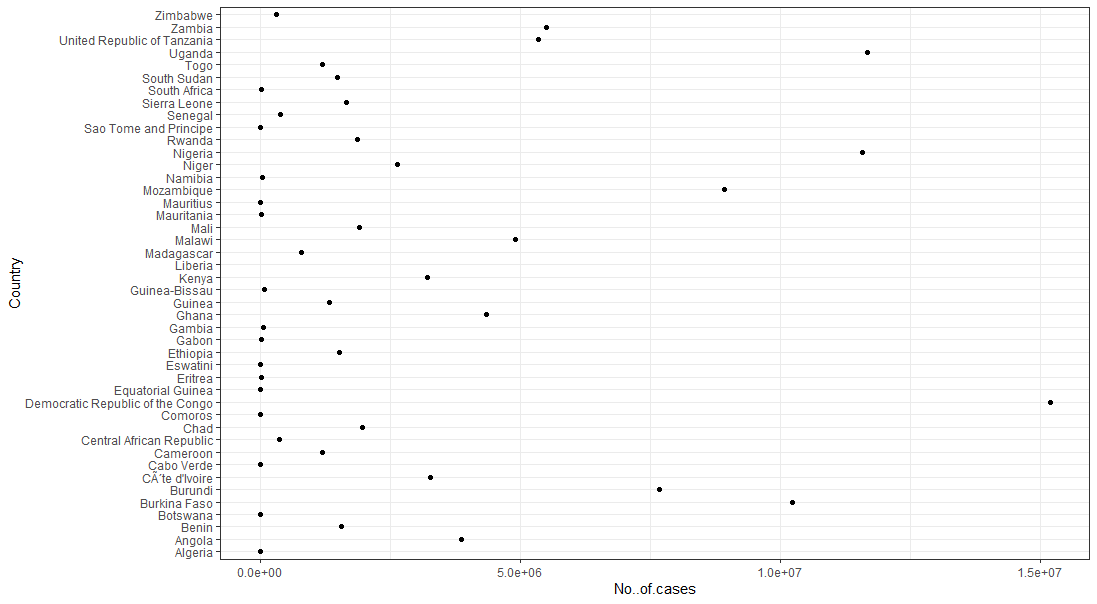 Zimbabwe
Zambia
United Republic of Tanzania
Uganda
Togo
South Sudan
South Africa
Sierra Leone
Senegal
Sao Tome and Principe
Rwanda
Nigeria
Niger
Namibia
Mozambique
Mauritius
Mauritania
Mali
Malawi
Madagascar
Liberia
Kenya
Guinea-Bissau
Guinea
Ghana
Gambia
Gabon
Ethiopia
Eswatini
Eritrea
Equatorial Guinea
Democratic Republic of the Congo
Comoros
Chad
Central African Republic
Cameroon
Cabo Verde
CÃ´te d'Ivoire
Burundi
Burkina Faso
Botswana
Benin
Angola
Algeria
Country
0.0e+00 5.0e+06 1.0e+07 1.5e+07
No..of.cases